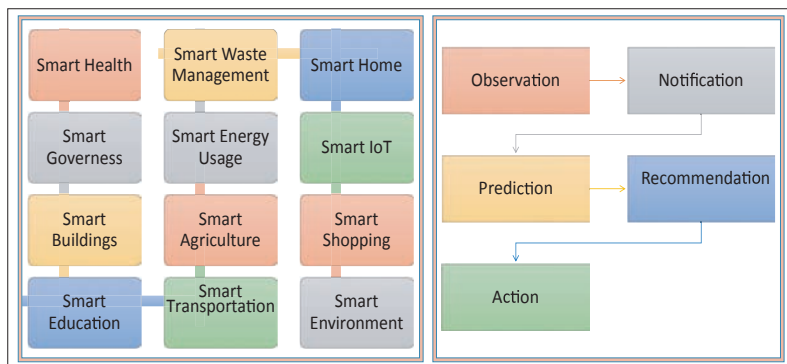 Smart Health
Smart Waste
Management
Smart Home
Smart
Governess
Smart Energy
Usage
Smart IoT
Smart
Buildings
Smart
Agriculture
Smart
Shopping
Smart
Education
Smart
Transportation
Smart
Environment
Observation
Notification
Prediction
Recommendation
Action